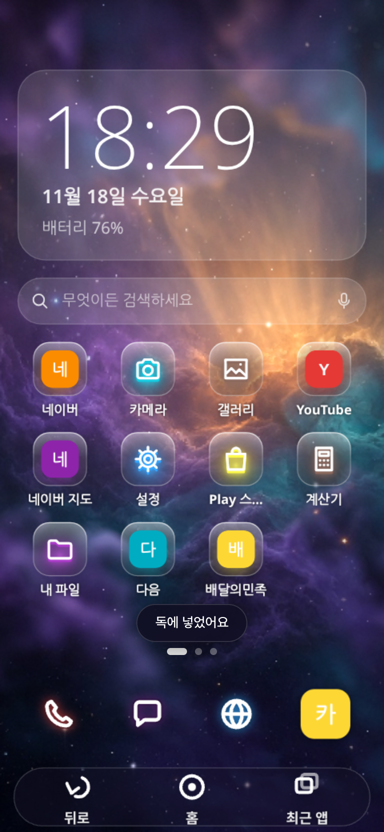 18:29
11월 18일 수요일
배터리 76%
무엇이든 검색하세요
네
네이버
카메라
갤러리
Y
YouTube
네
네이버 지도
설정
Play 스...
계산기
내 파일
다
다음
배
배달의민족
독에 넣었어요
카
뒤로
홈
최근 앱